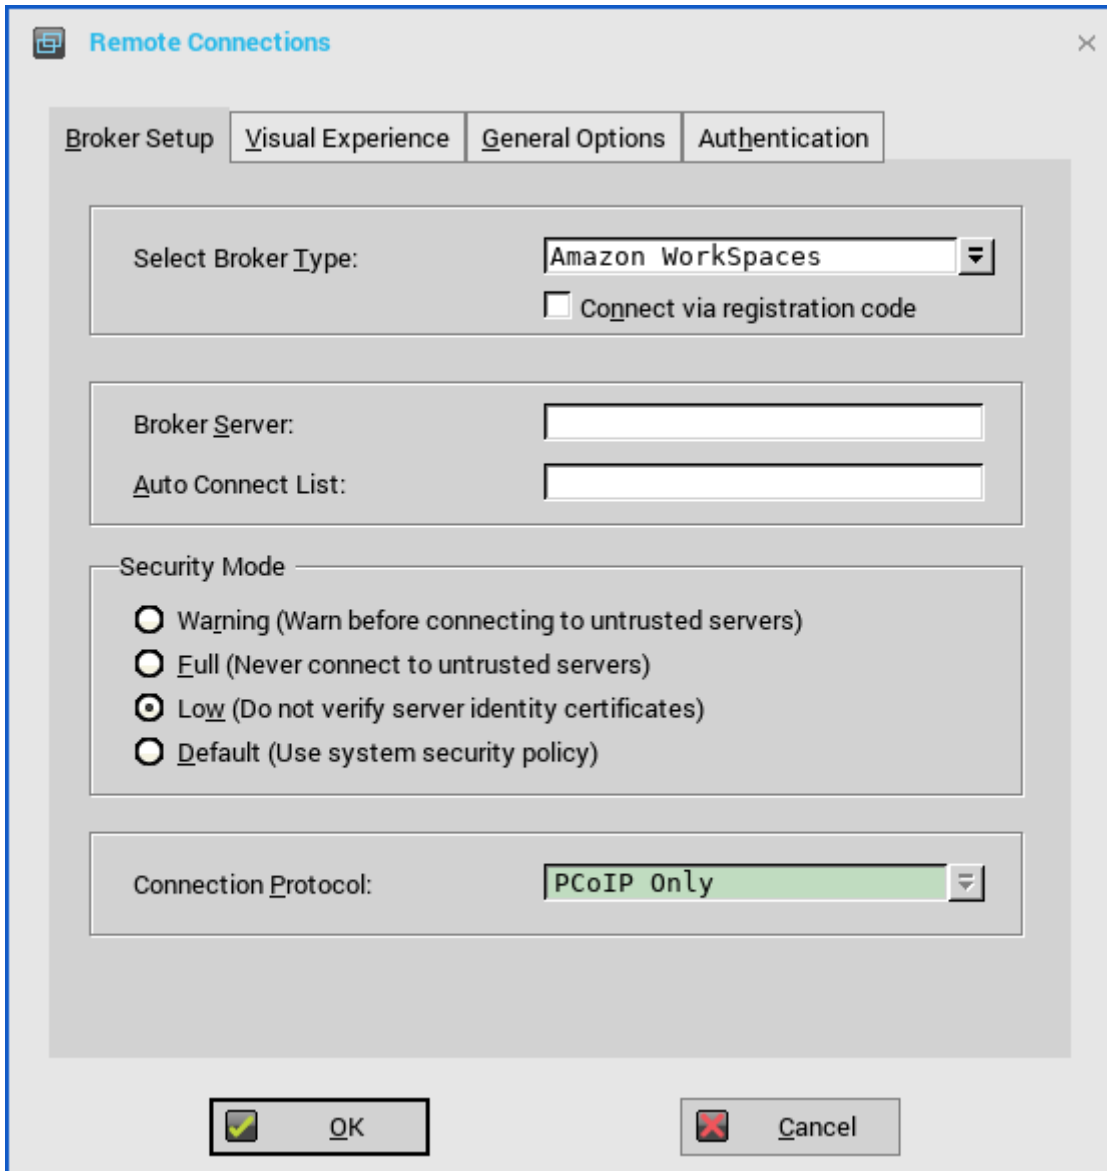 Remote Connections
Broker Setup Visual Experience General Options Authentication
Select Broker Type: Amazon WorkSpaces
Connect via registration code
Broker Server:
Auto Connect List:
Security Mode
Warning (Warn before connecting to untrusted servers)
Full (Never connect to untrusted servers)
Low (Do not verify server identity certificates)
Default (Use system security policy)
Connection Protocol: PCoIP Only
OK Cancel